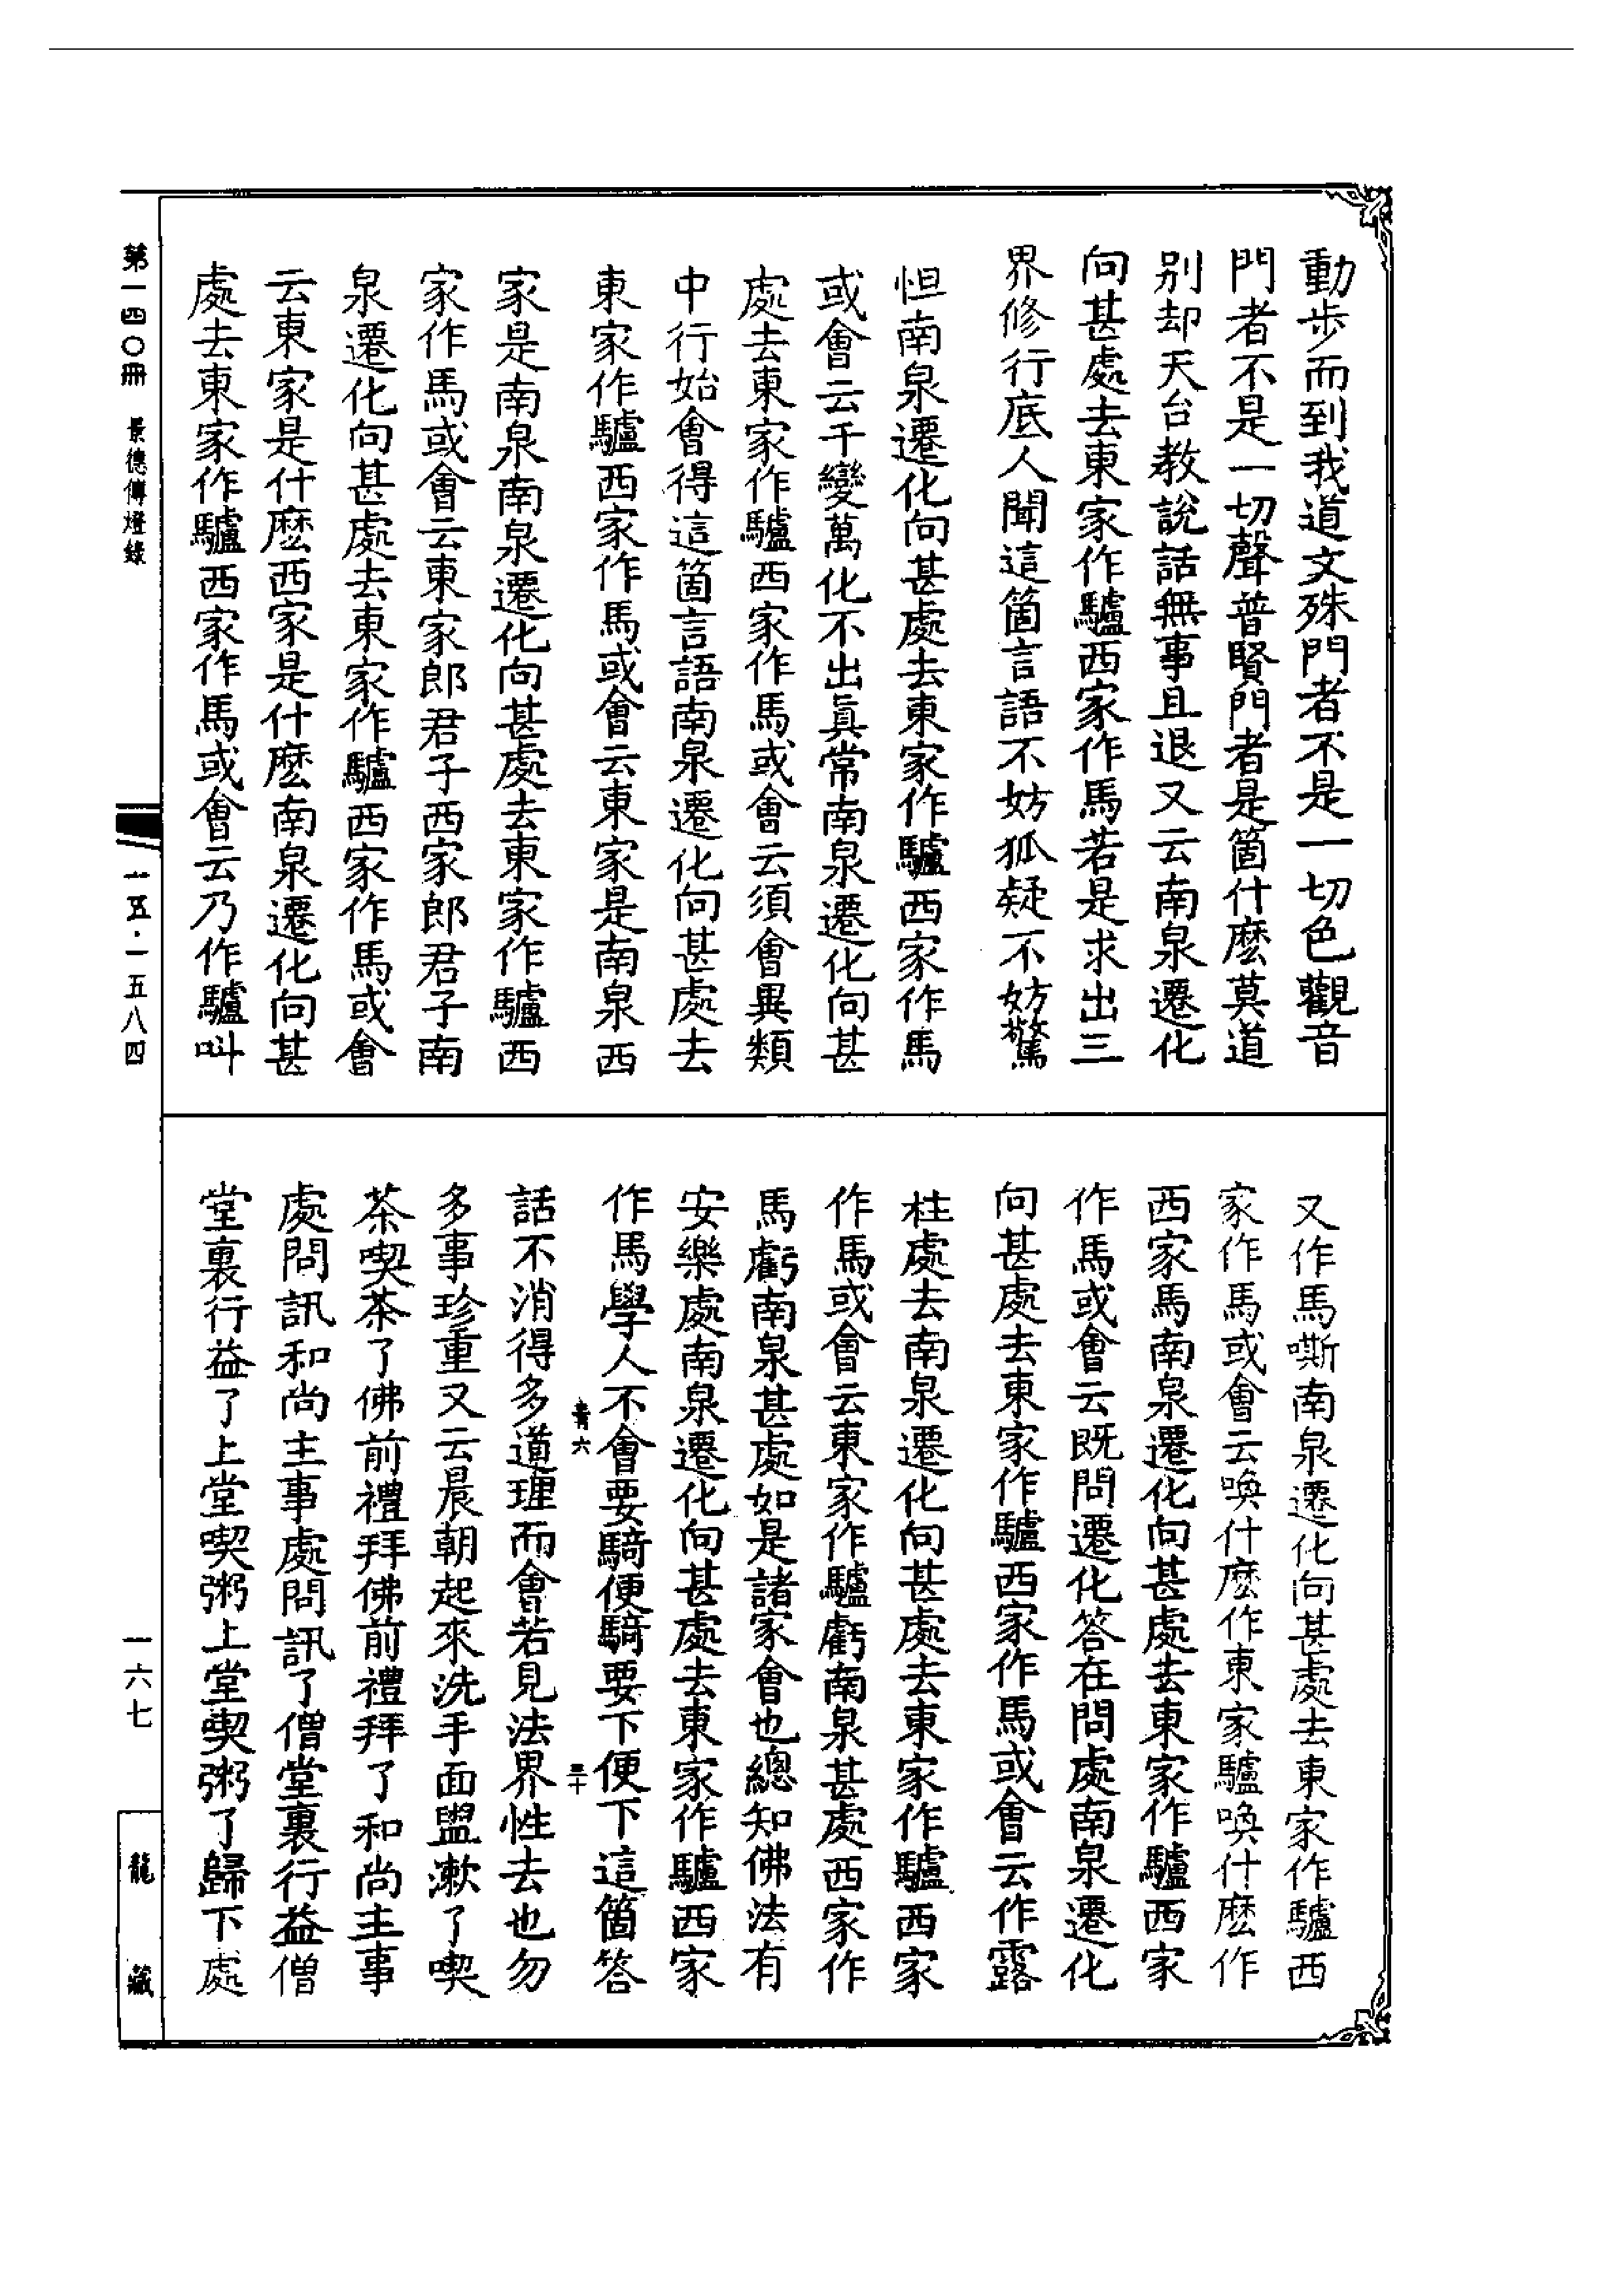 動步而到我道文殊門者不是一切色觀音
門者不是一切聲普賢門者是箇什麽莫道
别却天台教說話無事且退又云南泉遷化
向甚處去東家作驢西家作馬若是求出三
界修行底人聞這箇言語不妨狐疑不妨驚
怛南泉遷化向甚處去東家作驢西家作馬
或會云千變萬化不出眞常南泉遷化向甚
處去東家作驢西家作馬或會云須會異類
中行始會得這箇言語南泉遷化向甚處去
東家作驢西家作馬或會云東家是南泉西
家是南泉南泉遷化向甚處去東家作驢西
家作馬或會云東家郎君子西家郎君子南
泉遷化向甚處去東家作驢西家作馬或會
云東家是什麽西家是什麽南泉遷化向甚
處去東家作驢西家作馬或會云乃作驢叫
又作馬嘶南泉遷化向甚處去東家作驢西
家作馬或會云喚什麽作東家驢喚什麽作
西家馬南泉遷化向甚處去東家作驢西家
作馬或會云既問遷化答在問處南泉遷化
向甚處去東家作驢西家作馬或會云作露
柱處去南泉遷化向甚處去東家作驢西家
作馬或會云東家作驢虧南泉甚處西家作
馬虧南泉甚處如是諸家會也總知佛法有
安樂處南泉遷化向甚處去東家作驢西家
作馬學人不會要騎便騎要下便下這箇答
青六 三十
話不消得多道理而會若見法界性去也勿
多事珍重又云晨朝起來洗手面盥漱了喫
茶喫茶了佛前禮拜佛前禮拜了和尚主事
處問訊和尚主事處問訊了僧堂裏行益僧
堂裏行益了上堂喫粥上堂喫粥了歸下處
第一四〇冊 景德傳燈錄
一五·一五八四
一六七
龍藏